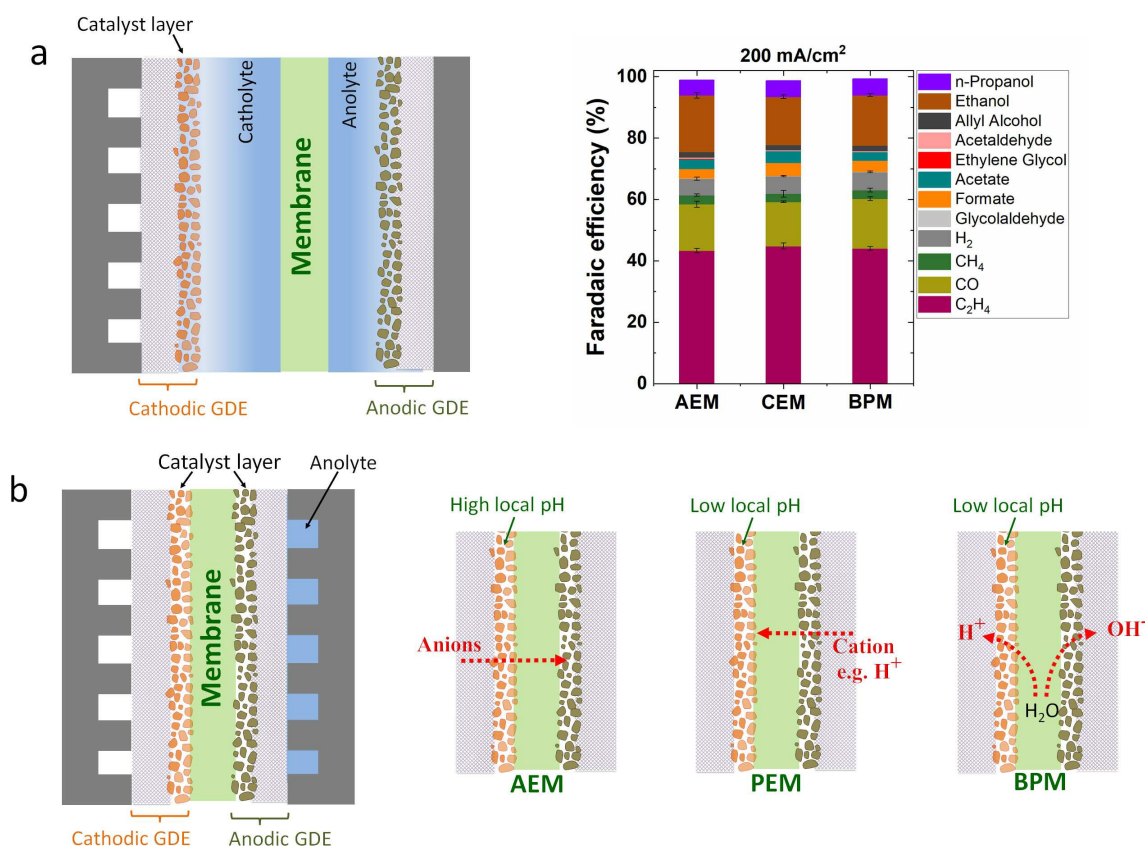 a
Catalyst layer
Catholyte
Membrane
Anolyte
Cathodic GDE
Anodic GDE
200 mA/cm²
Faradaic efficiency (%)
100
80
60
40
20
0
AEM
CEM
BPM
n-Propanol
Ethanol
Allyl Alcohol
Acetaldehyde
Ethylene Glycol
Acetate
Formate
Glycolaldehyde
H₂
CH₄
CO
C₂H₄
b
Catalyst layer
Anolyte
Membrane
Cathodic GDE
Anodic GDE
High local pH
Anions
AEM
Low local pH
Cation
e.g. H⁺
PEM
Low local pH
H⁺
OH⁻
H₂O
BPM